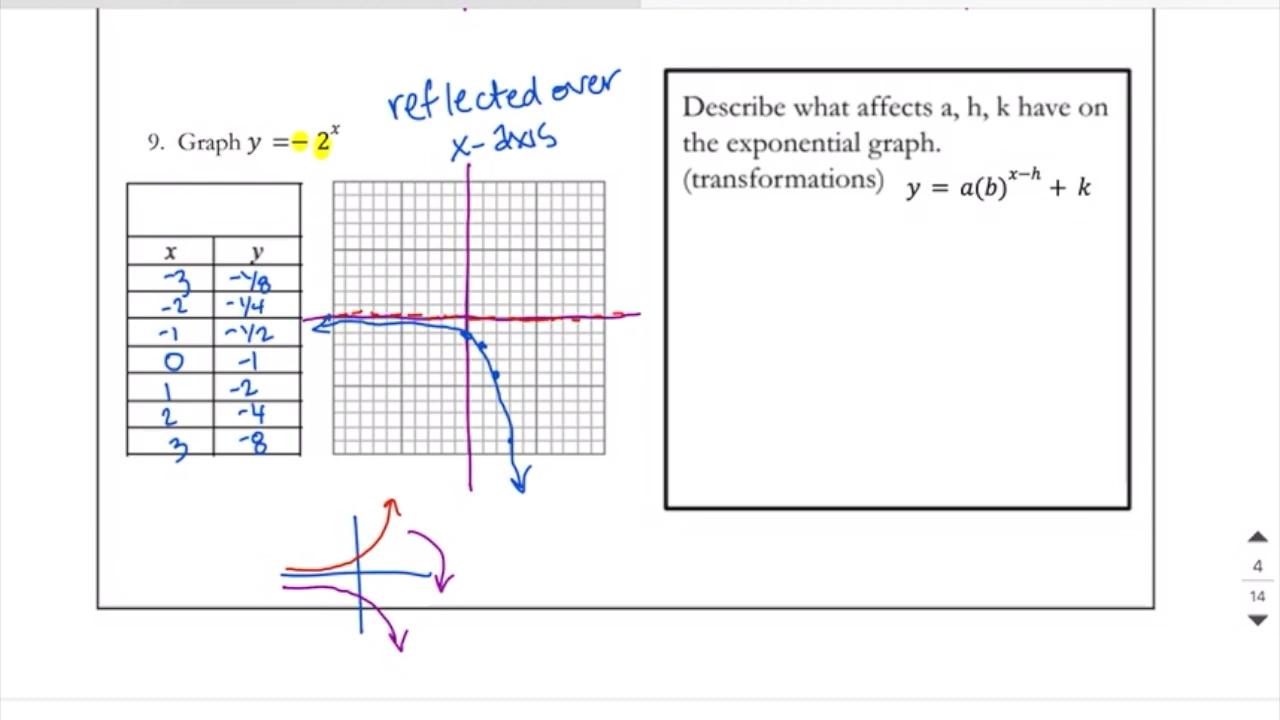 reflected over
x-axis
9. Graph y = - 2^x
x y
-3 -1/8
-2 -1/4
-1 -1/2
0 -1
1 -2
2 -4
3 -8
Describe what affects a, h, k have on
the exponential graph.
(transformations) y = a(b)^{x-h} + k
4
14